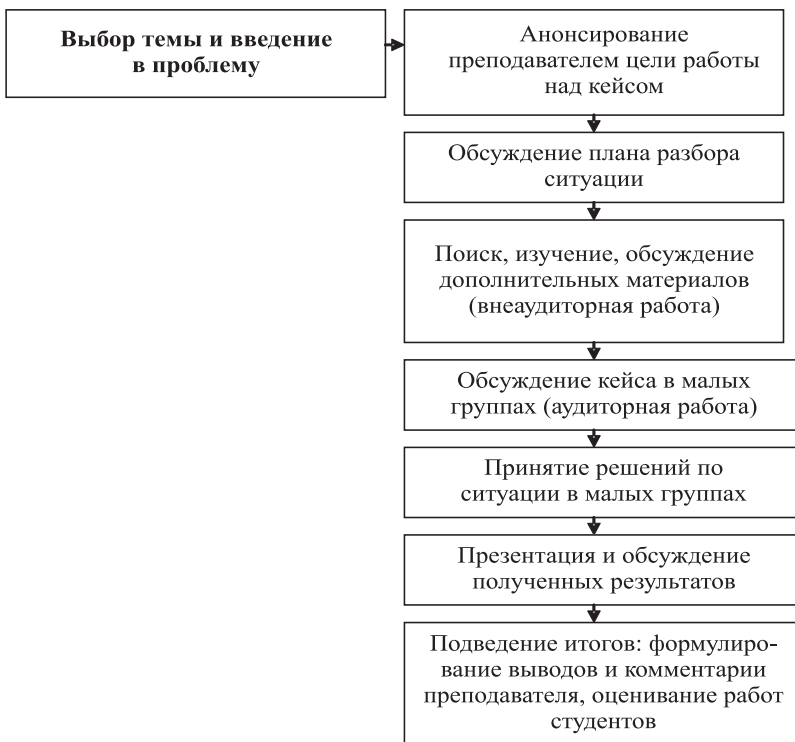 Выбор темы и введение
в проблему
Анонсирование
преподавателем цели работы
над кейсом
Обсуждение плана разбора
ситуации
Поиск, изучение, обсуждение
дополнительных материалов
(внеаудиторная работа)
Обсуждение кейса в малых
группах (аудиторная работа)
Принятие решений по
ситуации в малых группах
Презентация и обсуждение
полученных результатов
Подведение итогов: формулиро-
вание выводов и комментарии
преподавателя, оценивание работ
студентов